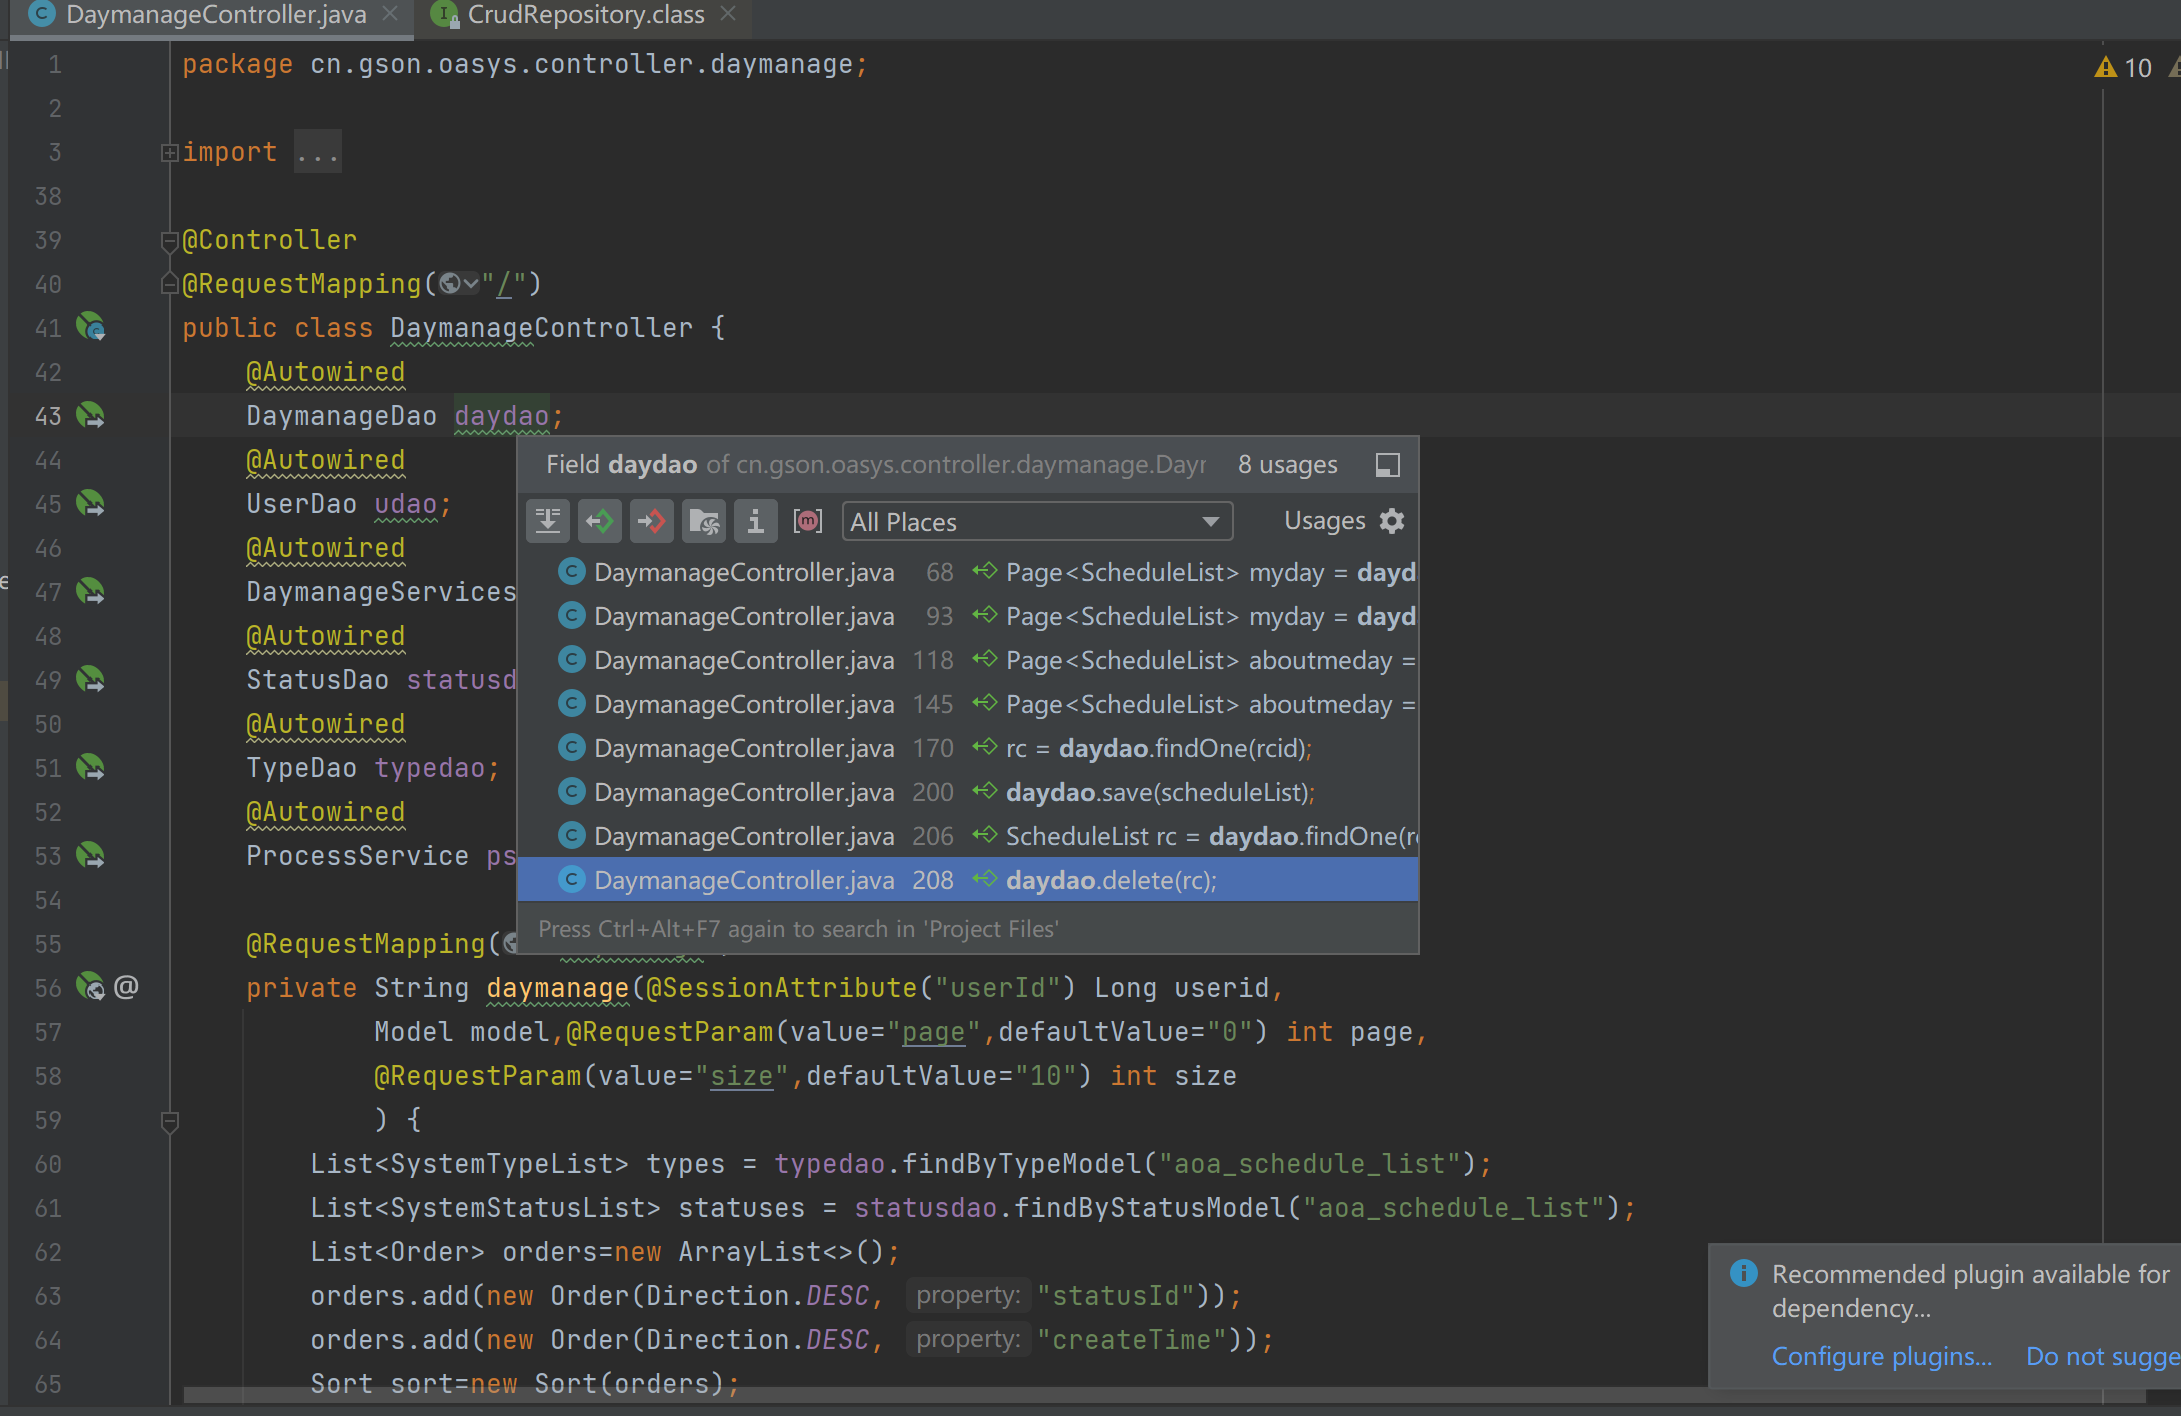 DaymanageController.java
CrudRepository.class
1 package cn.gson.oasys.controller.daymanage;
10
2
3 import ...
38
39 @Controller
40 @RequestMapping("/")
41 public class DaymanageController {
42 @Autowired
43 DaymanageDao daydao;
44 @Autowired
45 UserDao udao;
46 @Autowired
47 DaymanageServices
48 @Autowired
49 StatusDao statusd
50 @Autowired
51 TypeDao typedao;
52 @Autowired
53 ProcessService ps
54
55 @RequestMapping(
56 @ private String daymanage(@SessionAttribute("userId") Long userid,
57 Model model,@RequestParam(value="page",defaultValue="0") int page,
58 @RequestParam(value="size",defaultValue="10") int size
59 ) {
60 List<SystemTypeList> types = typedao.findByTypeModel("aoa_schedule_list");
61 List<SystemStatusList> statuses = statusdao.findByStatusModel("aoa_schedule_list");
62 List<Order> orders=new ArrayList<>();
63 orders.add(new Order(Direction.DESC, property: "statusId"));
64 orders.add(new Order(Direction.DESC, property: "createTime"));
65 Sort sort=new Sort(orders);
Field daydao of cn.gson.oasys.controller.daymanage.Dayr 8 usages
All Places
Usages
DaymanageController.java 68 Page<ScheduleList> myday = dayd
DaymanageController.java 93 Page<ScheduleList> myday = dayd
DaymanageController.java 118 Page<ScheduleList> aboutmeday =
DaymanageController.java 145 Page<ScheduleList> aboutmeday =
DaymanageController.java 170 rc = daydao.findOne(rcid);
DaymanageController.java 200 daydao.save(scheduleList);
DaymanageController.java 206 ScheduleList rc = daydao.findOne(rc
DaymanageController.java 208 daydao.delete(rc);
Press Ctrl+Alt+F7 again to search in 'Project Files'
Recommended plugin available for
dependency...
Configure plugins...
Do not sugge